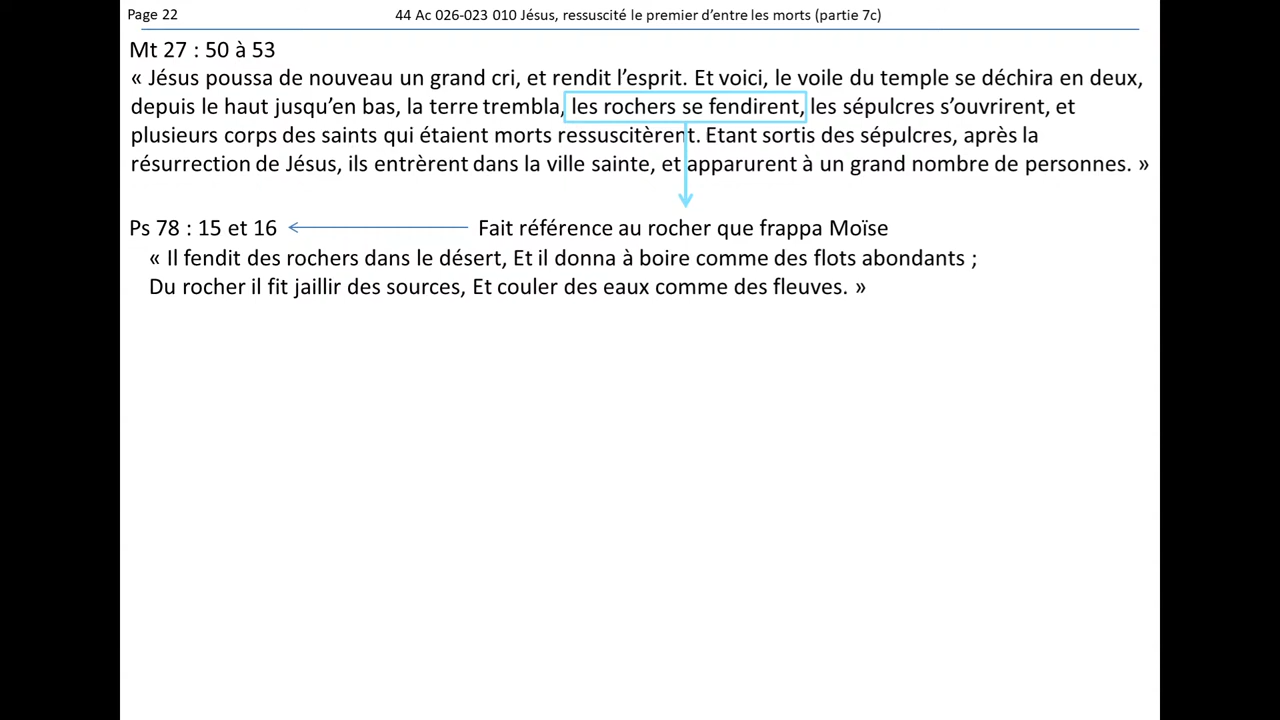 Page 22
44 Ac 026-023 010 Jésus, ressuscité le premier d’entre les morts (partie 7c)
Mt 27 : 50 à 53
« Jésus poussa de nouveau un grand cri, et rendit l’esprit. Et voici, le voile du temple se déchira en deux,
depuis le haut jusqu’en bas, la terre trembla, les rochers se fendirent, les sépulcres s’ouvrirent, et
plusieurs corps des saints qui étaient morts ressuscitèrent. Etant sortis des sépulcres, après la
résurrection de Jésus, ils entrèrent dans la ville sainte, et apparurent à un grand nombre de personnes. »
Ps 78 : 15 et 16 Fait référence au rocher que frappa Moïse
« Il fendit des rochers dans le désert, Et il donna à boire comme des flots abondants ;
Du rocher il fit jaillir des sources, Et couler des eaux comme des fleuves. »